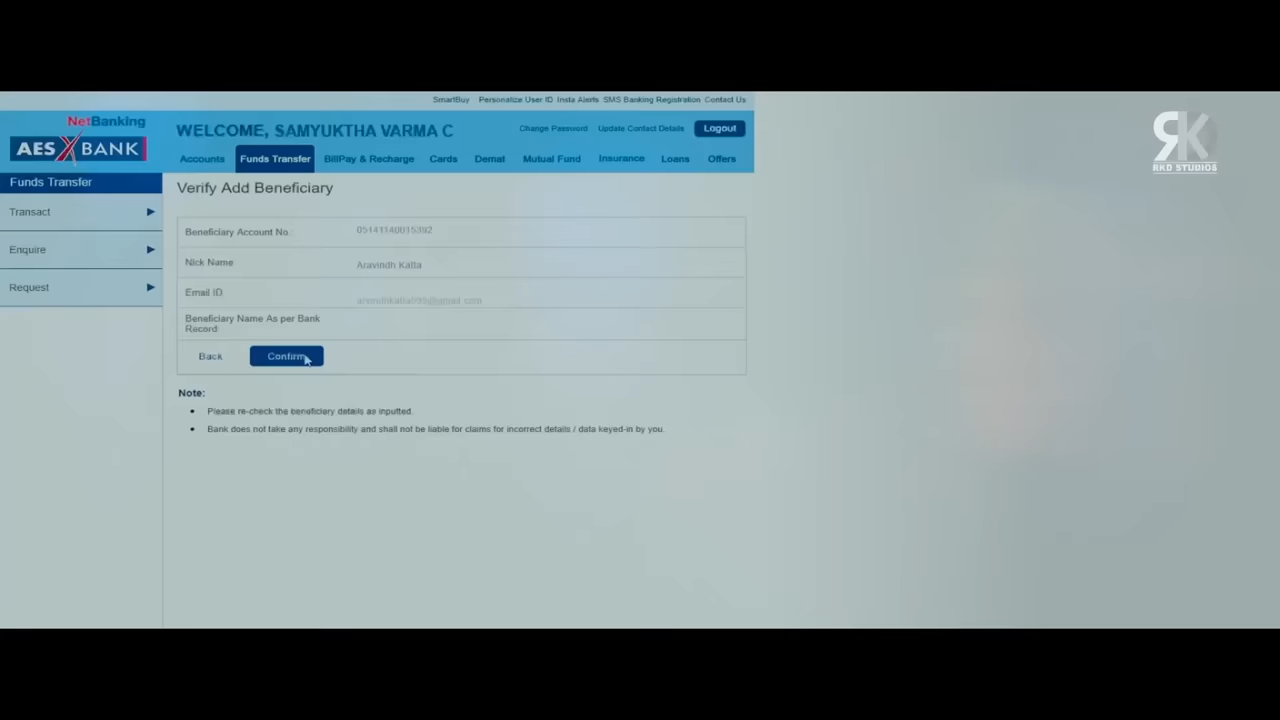 SmartBuy Personalize User ID Insta Alerts SMS Banking Registration Contact Us
NetBanking
AES X BANK
WELCOME, SAMYUKTHA VARMA C
Change Password Update Contact Details Logout
Accounts Funds Transfer BillPay & Recharge Cards Demat Mutual Fund Insurance Loans Offers
Funds Transfer
Transact
Enquire
Request
Verify Add Beneficiary
Beneficiary Account No.: 05141140015392
Nick Name Aravindh Katta
Email ID
Beneficiary Name As per Bank
Record:
Back Confirm
Note:
• Please re-check the beneficiary details as inputted.
• Bank does not take any responsibility and shall not be liable for claims for incorrect details / data keyed-in by you.
RK
RKD STUDIOS